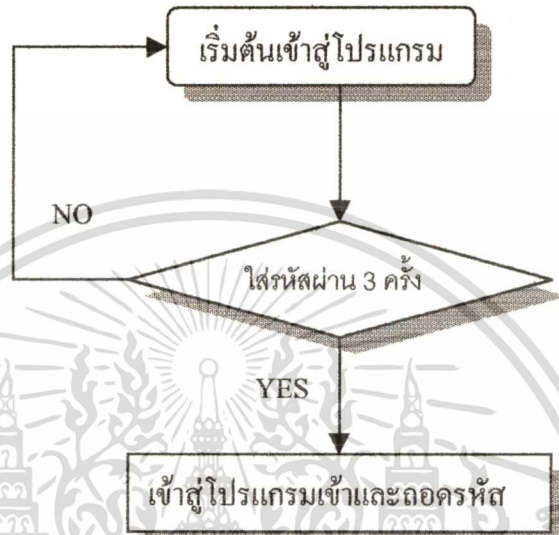 เริ่มต้นเข้าสู่โปรแกรม
NO
ใส่รหัสผ่าน 3 ครั้ง
YES
เข้าสู่โปรแกรมเข้าและถอดรหัส